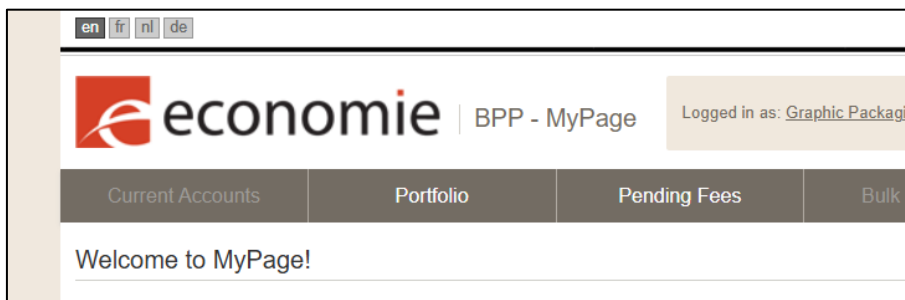 en fr nl de
economie BPP - MyPage Logged in as: Graphic Packagi
Current Accounts Portfolio Pending Fees Bulk
Welcome to MyPage!